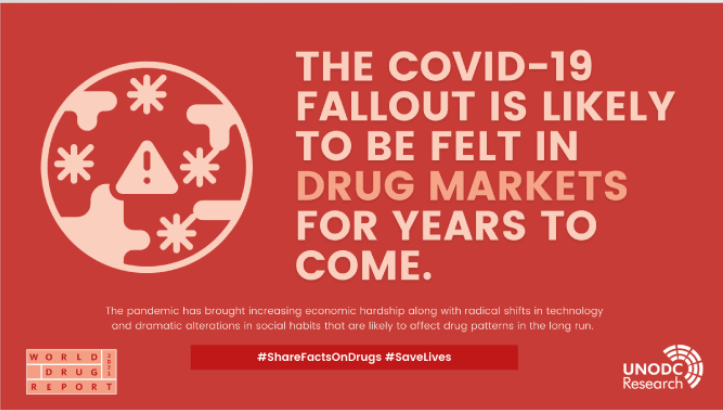 THE COVID-19
FALLOUT IS LIKELY
TO BE FELT IN
DRUG MARKETS
FOR YEARS TO
COME.
The pandemic has brought increasing economic hardship along with radical shifts in technology
and dramatic alterations in social habits that are likely to affect drug patterns in the long run.
#ShareFactsOnDrugs #SaveLives
WORLD
DRUG
REPORT
2021
UNODC
Research